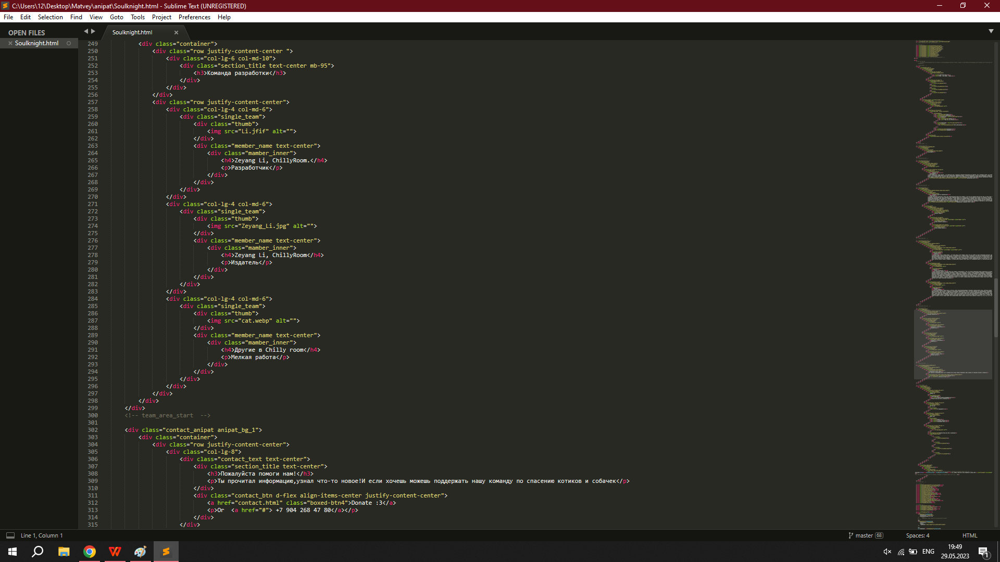 C:\Users\12\Desktop\Matvey\anipat\Soulknight.html - Sublime Text (UNREGISTERED)
File Edit Selection Find View Goto Tools Project Preferences Help
OPEN FILES
Soulknight.html
Soulknight.html
249 <div class="container">
250 <div class="row justify-content-center ">
251 <div class="col-lg-6 col-md-10">
252 <div class="section_title text-center mb-95">
253 <h3>Команда разработки</h3>
254 </div>
255 </div>
256 </div>
257 <div class="row justify-content-center">
258 <div class="col-lg-4 col-md-6">
259 <div class="single_team">
260 <div class="thumb">
261 <img src="Li.jfif" alt="">
262 </div>
263 <div class="member_name text-center">
264 <div class="mamber_inner">
265 <h4>Zeyang Li, ChillyRoom.</h4>
266 <p>Разработчик</p>
267 </div>
268 </div>
269 </div>
270 </div>
271 <div class="col-lg-4 col-md-6">
272 <div class="single_team">
273 <div class="thumb">
274 <img src="Zeyang_Li.jpg" alt="">
275 </div>
276 <div class="member_name text-center">
277 <div class="mamber_inner">
278 <h4>Zeyang Li, ChillyRoom</h4>
279 <p>Издатель</p>
280 </div>
281 </div>
282 </div>
283 </div>
284 <div class="col-lg-4 col-md-6">
285 <div class="single_team">
286 <div class="thumb">
287 <img src="cat.webp" alt="">
288 </div>
289 <div class="member_name text-center">
290 <div class="mamber_inner">
291 <h4>Другие в Chilly room</h4>
292 <p>Мелкая работа</p>
293 </div>
294 </div>
295 </div>
296 </div>
297 </div>
298 </div>
299 </div>
300 <!-- team_area_start  -->
301
302 <div class="contact_anipat anipat_bg_1">
303 <div class="container">
304 <div class="row justify-content-center">
305 <div class="col-lg-8">
306 <div class="contact_text text-center">
307 <div class="section_title text-center">
308 <h3>Пожалуйста помоги нам!</h3>
309 <p>Ты прочитал информацию,узнал что-то новое!И если хочешь можешь поддержать нашу команду по спасению котиков и собачек</p>
310 </div>
311 <div class="contact_btn d-flex align-items-center justify-content-center">
312 <a href="contact.html" class="boxed-btn4">Donate :3</a>
313 <p>Or  <a href="#"> +7 904 268 47 80</a></p>
314 </div>
315 </div>
Line 1, Column 1 master 68 Spaces: 4 HTML
ENG 19:49
29.05.2023
1